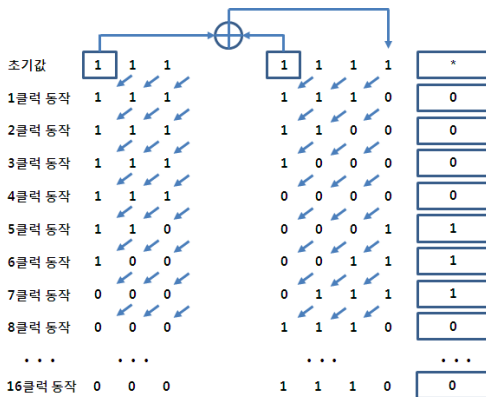 초기값 1 1 1 1 1 1 1 *
1클럭 동작 1 1 1 1 1 1 0 0
2클럭 동작 1 1 1 1 1 0 0 0
3클럭 동작 1 1 1 1 0 0 0 0
4클럭 동작 1 1 1 0 0 0 0 0
5클럭 동작 1 1 0 0 0 0 1 1
6클럭 동작 1 0 0 0 0 1 1 1
7클럭 동작 0 0 0 0 1 1 1 1
8클럭 동작 0 0 0 1 1 1 0 0
... ... ... ...
16클럭 동작 0 0 0 1 1 1 0 0